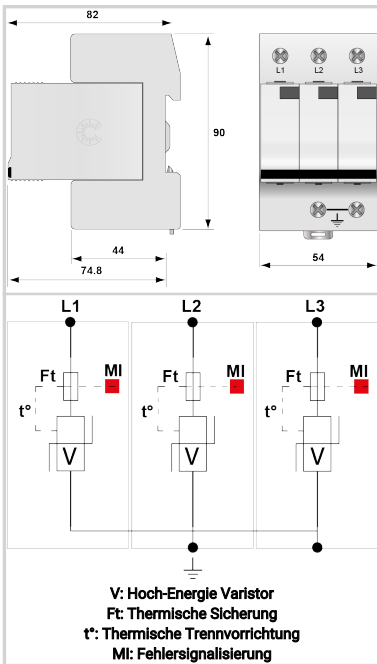 82
90
44
74.8
L1 L2 L3
54
L1 L2 L3
Ft MI Ft MI Ft MI
t° t° t°
V V V
V: Hoch-Energie Varistor
Ft: Thermische Sicherung
t°: Thermische Trennvorrichtung
MI: Fehlersignalisierung